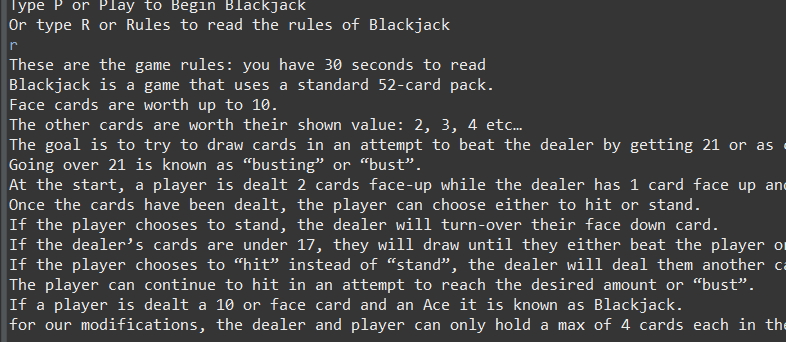 Type P or Play to Begin Blackjack
Or type R or Rules to read the rules of Blackjack
r
These are the game rules: you have 30 seconds to read
Blackjack is a game that uses a standard 52-card pack.
Face cards are worth up to 10.
The other cards are worth their shown value: 2, 3, 4 etc…
The goal is to try to draw cards in an attempt to beat the dealer by getting 21 or as
Going over 21 is known as “busting” or “bust”.
At the start, a player is dealt 2 cards face-up while the dealer has 1 card face up and
Once the cards have been dealt, the player can choose either to hit or stand.
If the player chooses to stand, the dealer will turn-over their face down card.
If the dealer’s cards are under 17, they will draw until they either beat the player or
If the player chooses to “hit” instead of “stand”, the dealer will deal them another
The player can continue to hit in an attempt to reach the desired amount or “bust”.
If a player is dealt a 10 or face card and an Ace it is known as Blackjack.
for our modifications, the dealer and player can only hold a max of 4 cards each in the